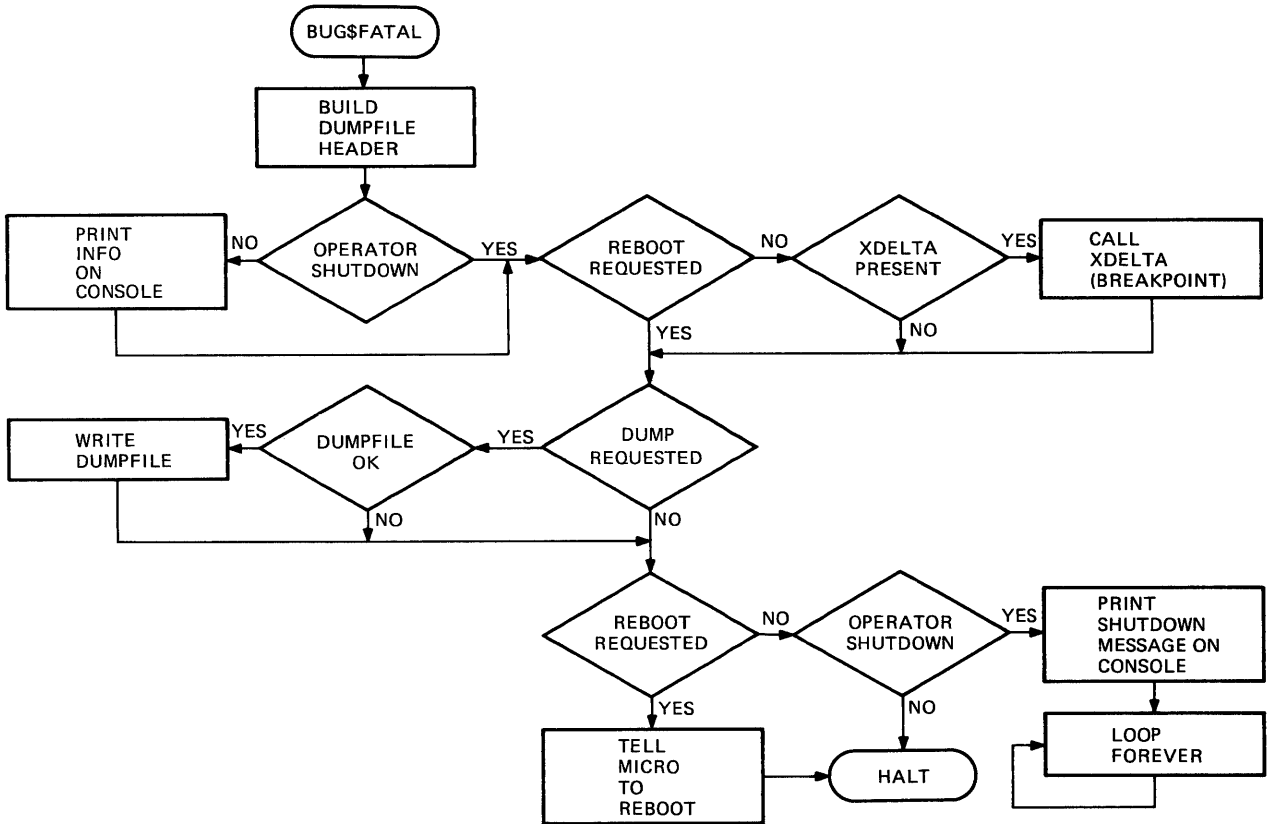 BUG$FATAL
BUILD
DUMPFILE
HEADER
PRINT
INFO
ON
CONSOLE
NO
OPERATOR
SHUTDOWN
YES
REBOOT
REQUESTED
NO
XDELTA
PRESENT
YES
CALL
XDELTA
(BREAKPOINT)
YES
NO
WRITE
DUMPFILE
YES
DUMPFILE
OK
YES
DUMP
REQUESTED
NO
NO
REBOOT
REQUESTED
NO
OPERATOR
SHUTDOWN
YES
PRINT
SHUTDOWN
MESSAGE ON
CONSOLE
YES
NO
TELL
MICRO
TO
REBOOT
HALT
LOOP
FOREVER